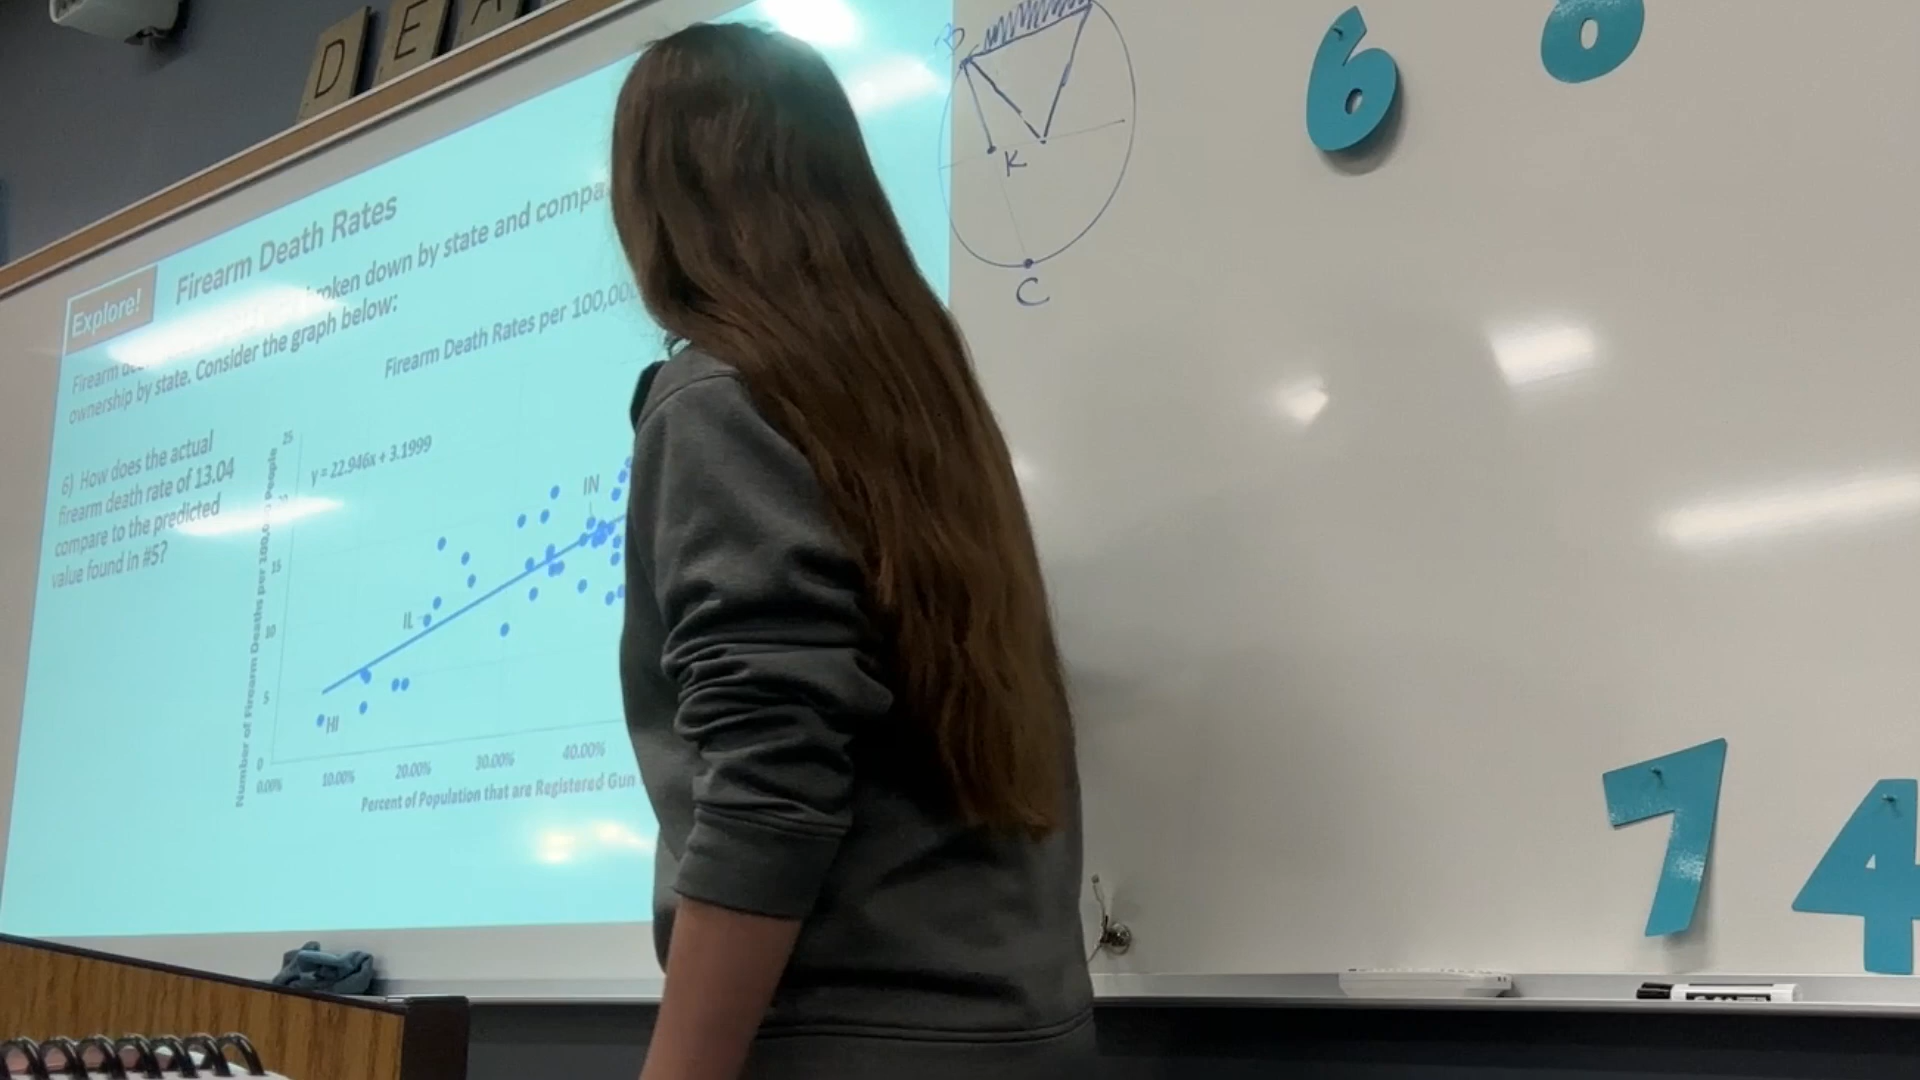 D E A
Explore!
Firearm Death Rates
Firearm broken down by state and compa
ownership by state. Consider the graph below:
Firearm Death Rates per 100,000
6) How does the actual
firearm death rate of 13.04
compare to the predicted
value found in #5?
y = 22.946x + 3.1999
Number of Firearm Deaths per 100,0 People
25
15
10
5
0
IN
IL
HI
0.00% 10.00% 20.00% 30.00% 40.00%
Percent of Population that are Registered Gun
B
K
C
6
0
7 4